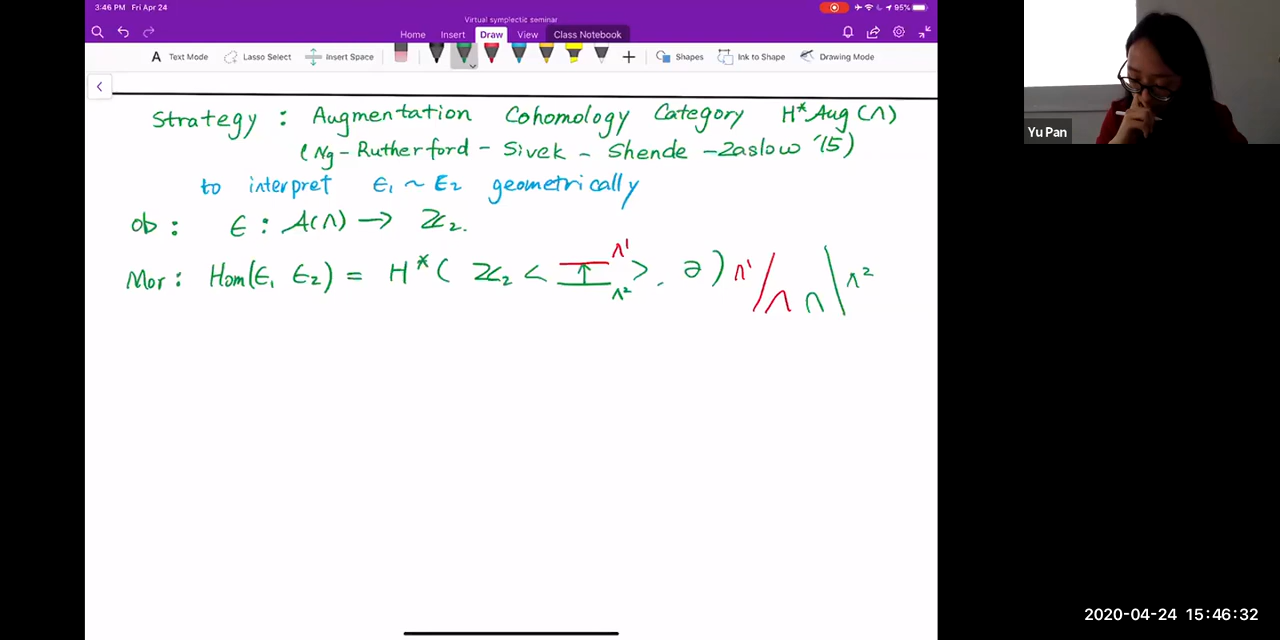 3:46 PM Fri Apr 24
95%
Virtual symplectic seminar
Home Insert Draw View Class Notebook
A Text Mode Lasso Select Insert Space Shapes Ink to Shape Drawing Mode
Strategy : Augmentation Cohomology Category H*Aug(Λ)
(Ng - Rutherford - Sivek - Shende - Zaslow '15)
to interpret ε₁ ~ ε₂ geometrically
ob : ε : A(Λ) → ℤ₂.
Mor : Hom(ε₁ ε₂) = H*( ℤ₂ < ↑ Λ¹ Λ² > , ∂ ) Λ¹ Λ²
Yu Pan
2020-04-24 15:46:32